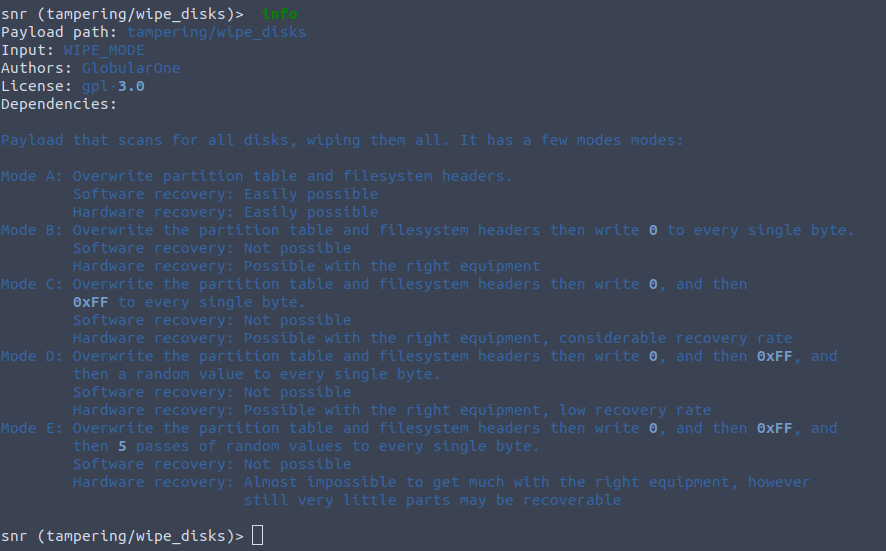 snr (tampering/wipe_disks)> info
Payload path: tampering/wipe_disks
Input: WIPE_MODE
Authors: GlobularOne
License: gpl-3.0
Dependencies:
Payload that scans for all disks, wiping them all. It has a few modes modes:
Mode A: Overwrite partition table and filesystem headers.
Software recovery: Easily possible
Hardware recovery: Easily possible
Mode B: Overwrite the partition table and filesystem headers then write 0 to every single byte.
Software recovery: Not possible
Hardware recovery: Possible with the right equipment
Mode C: Overwrite the partition table and filesystem headers then write 0, and then
0xFF to every single byte.
Software recovery: Not possible
Hardware recovery: Possible with the right equipment, considerable recovery rate
Mode D: Overwrite the partition table and filesystem headers then write 0, and then 0xFF, and
then a random value to every single byte.
Software recovery: Not possible
Hardware recovery: Possible with the right equipment, low recovery rate
Mode E: Overwrite the partition table and filesystem headers then write 0, and then 0xFF, and
then 5 passes of random values to every single byte.
Software recovery: Not possible
Hardware recovery: Almost impossible to get much with the right equipment, however
still very little parts may be recoverable
snr (tampering/wipe_disks)>